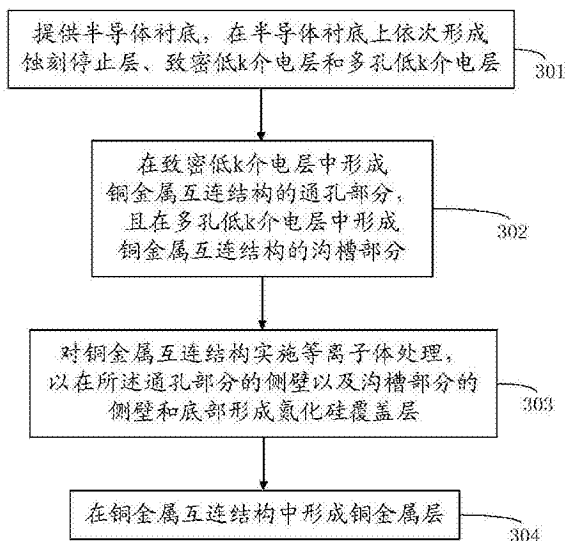 提供半导体衬底，在半导体衬底上依次形成
蚀刻停止层、致密低k介电层和多孔低k介电层
301
在致密低k介电层中形成
铜金属互连结构的通孔部分，
且在多孔低k介电层中形成
铜金属互连结构的沟槽部分
302
对铜金属互连结构实施等离子体处理，
以在所述通孔部分的侧壁以及沟槽部分的
侧壁和底部形成氮化硅覆盖层
303
在铜金属互连结构中形成铜金属层
304